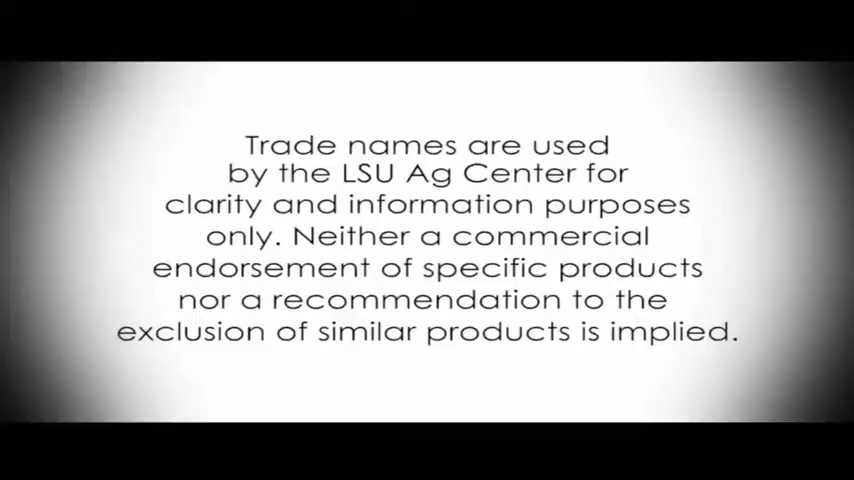 Trade names are used
by the LSU Ag Center for
clarity and information purposes
only. Neither a commercial
endorsement of specific products
nor a recommendation to the
exclusion of similar products is implied.